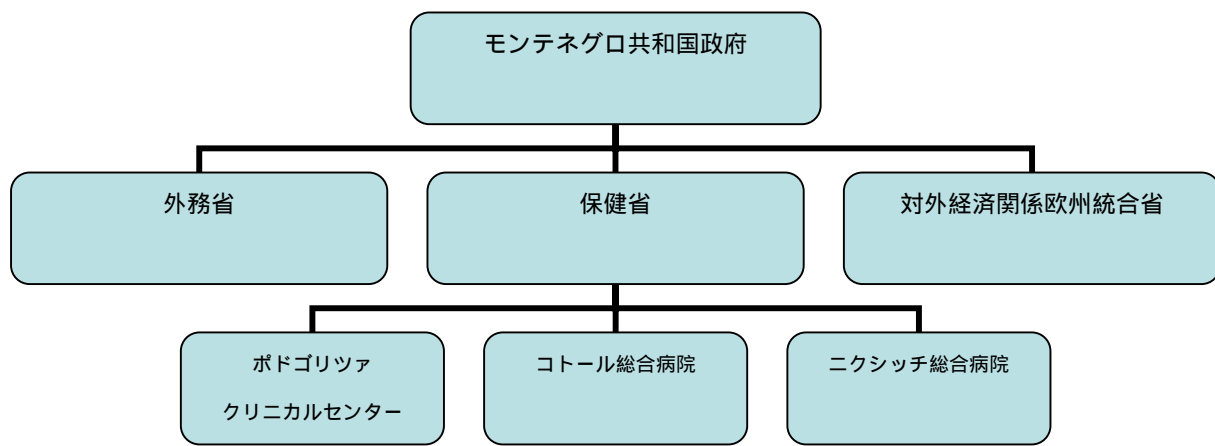 モンテネグロ共和国政府
外務省
保健省
対外経済関係欧州統合省
ポドゴリツァ
クリニカルセンター
コトール総合病院
ニクシッチ総合病院